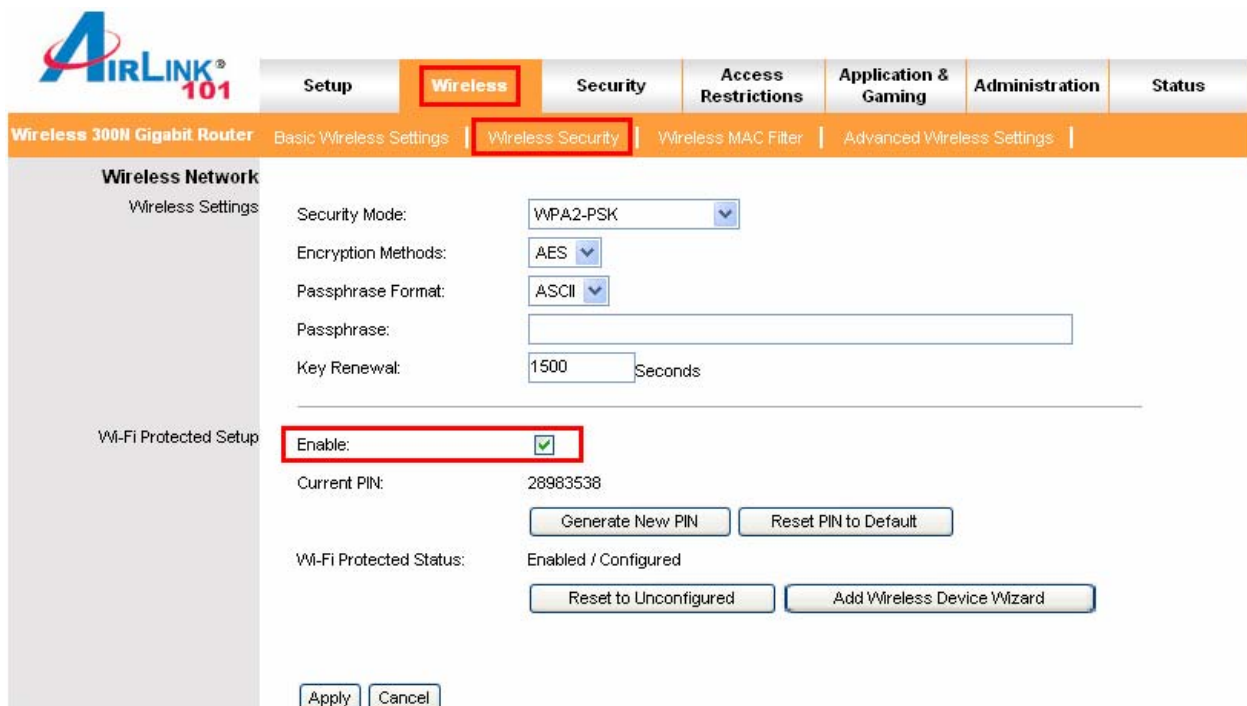 AIRLINK®
101
Setup
Wireless
Security
Access
Restrictions
Application &
Gaming
Administration
Status
Wireless 300N Gigabit Router
Basic Wireless Settings | Wireless Security | Wireless MAC Filter | Advanced Wireless Settings |
Wireless Network
Wireless Settings
Security Mode: WPA2-PSK
Encryption Methods: AES
Passphrase Format: ASCII
Passphrase:
Key Renewal: 1500 Seconds
Wi-Fi Protected Setup
Enable:
Current PIN: 28983538
Generate New PIN Reset PIN to Default
Wi-Fi Protected Status: Enabled / Configured
Reset to Unconfigured Add Wireless Device Wizard
Apply Cancel